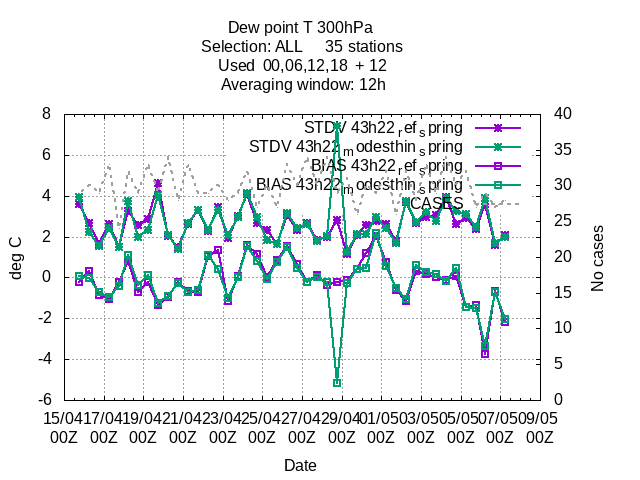 Dew point T 300hPa
Selection: ALL 35 stations
Used 00,06,12,18 + 12
Averaging window: 12h
8 40
STDV 43h22refspring
35
STDV 43h22modesthinspring
6
BIAS 43h22refspring
30
BIAS 43h22modesthinspring
4
CASES
25
2
deg C
No cases
20
0
15
-2
10
-4
5
-6 0
15/04 17/04 19/04 21/04 23/04 25/04 27/04 29/04 01/05 03/05 05/05 07/05 09/05
00Z 00Z 00Z 00Z 00Z 00Z 00Z 00Z 00Z 00Z 00Z 00Z 00Z
Date